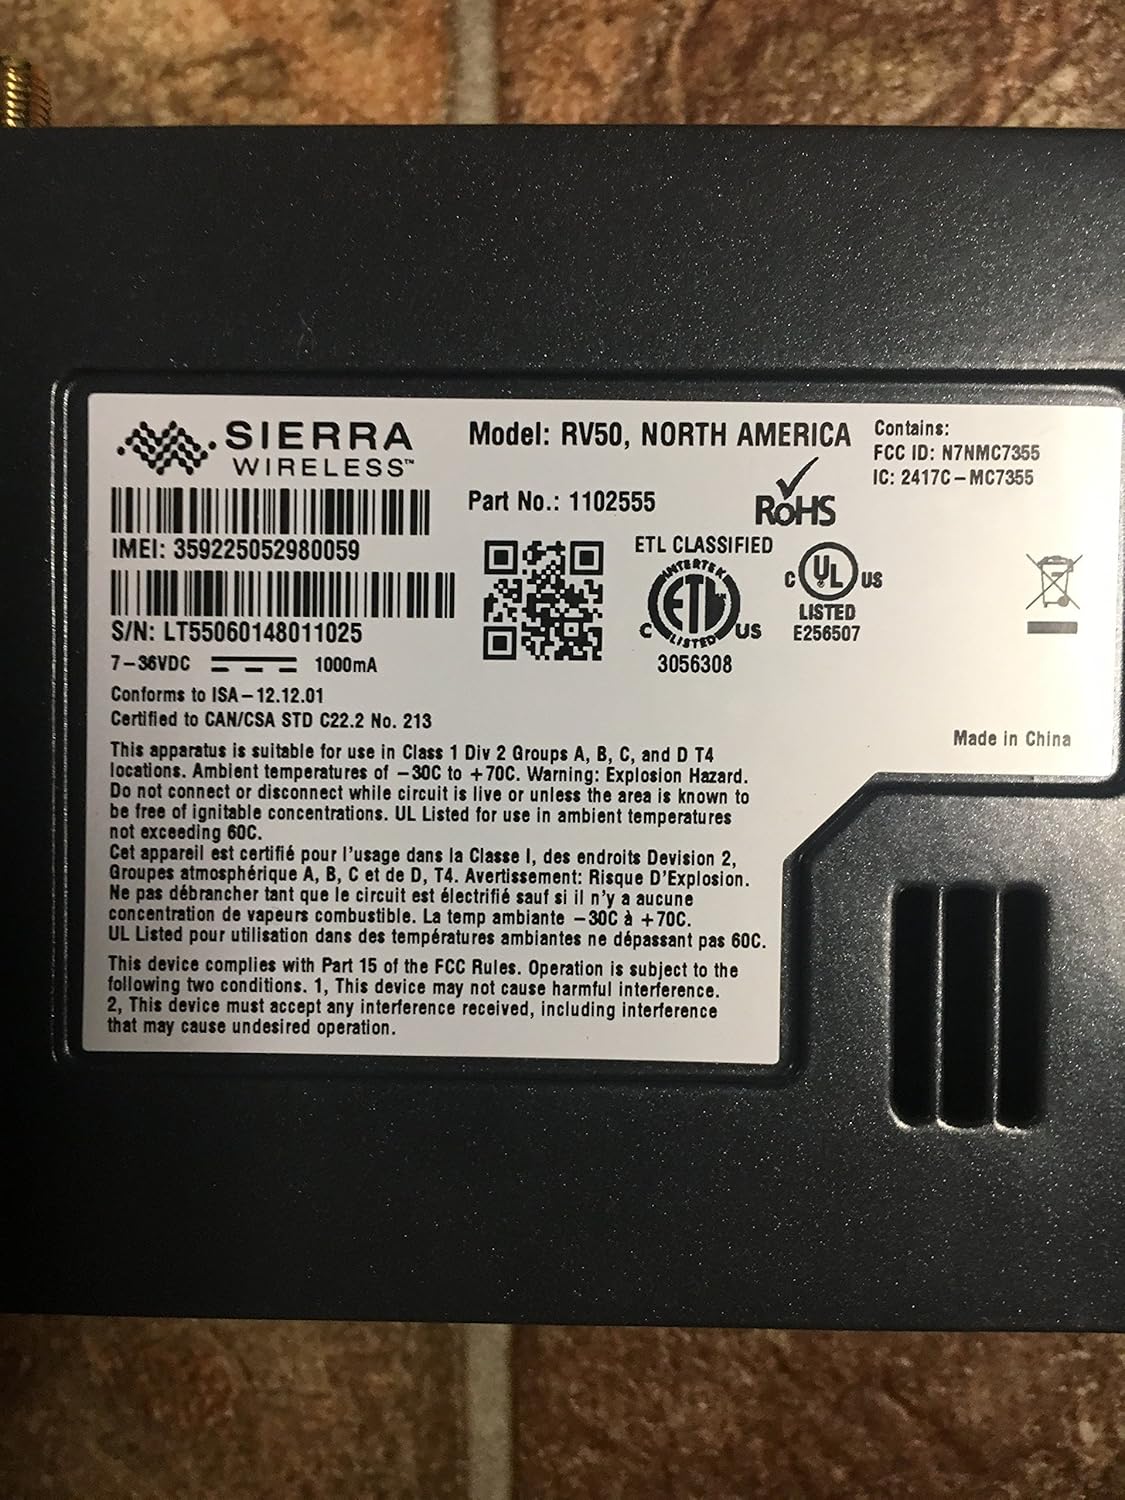 SIERRA
WIRELESS™
Model: RV50, NORTH AMERICA
Contains:
FCC ID: N7NMC7355
IC: 2417C-MC7355
Part No.: 1102555
RoHS
IMEI: 359225052980059
ETL CLASSIFIED
INTERTEK
ETL
C US
LISTED
3056308
C UL US
LISTED
E256507
S/N: LT55060148011025
7-36VDC 1000mA
Conforms to ISA-12.12.01
Certified to CAN/CSA STD C22.2 No. 213
Made in China
This apparatus is suitable for use in Class 1 Div 2 Groups A, B, C, and D T4
locations. Ambient temperatures of -30C to +70C. Warning: Explosion Hazard.
Do not connect or disconnect while circuit is live or unless the area is known to
be free of ignitable concentrations. UL Listed for use in ambient temperatures
not exceeding 60C.
Cet appareil est certifié pour l'usage dans la Classe I, des endroits Devision 2,
Groupes atmosphérique A, B, C et de D, T4. Avertissement: Risque D'Explosion.
Ne pas débrancher tant que le circuit est électrifié sauf si il n'y a aucune
concentration de vapeurs combustible. La temp ambiante -30C à +70C.
UL Listed pour utilisation dans des températures ambiantes ne dépassant pas 60C.
This device complies with Part 15 of the FCC Rules. Operation is subject to the
following two conditions. 1, This device may not cause harmful interference.
2, This device must accept any interference received, including interference
that may cause undesired operation.